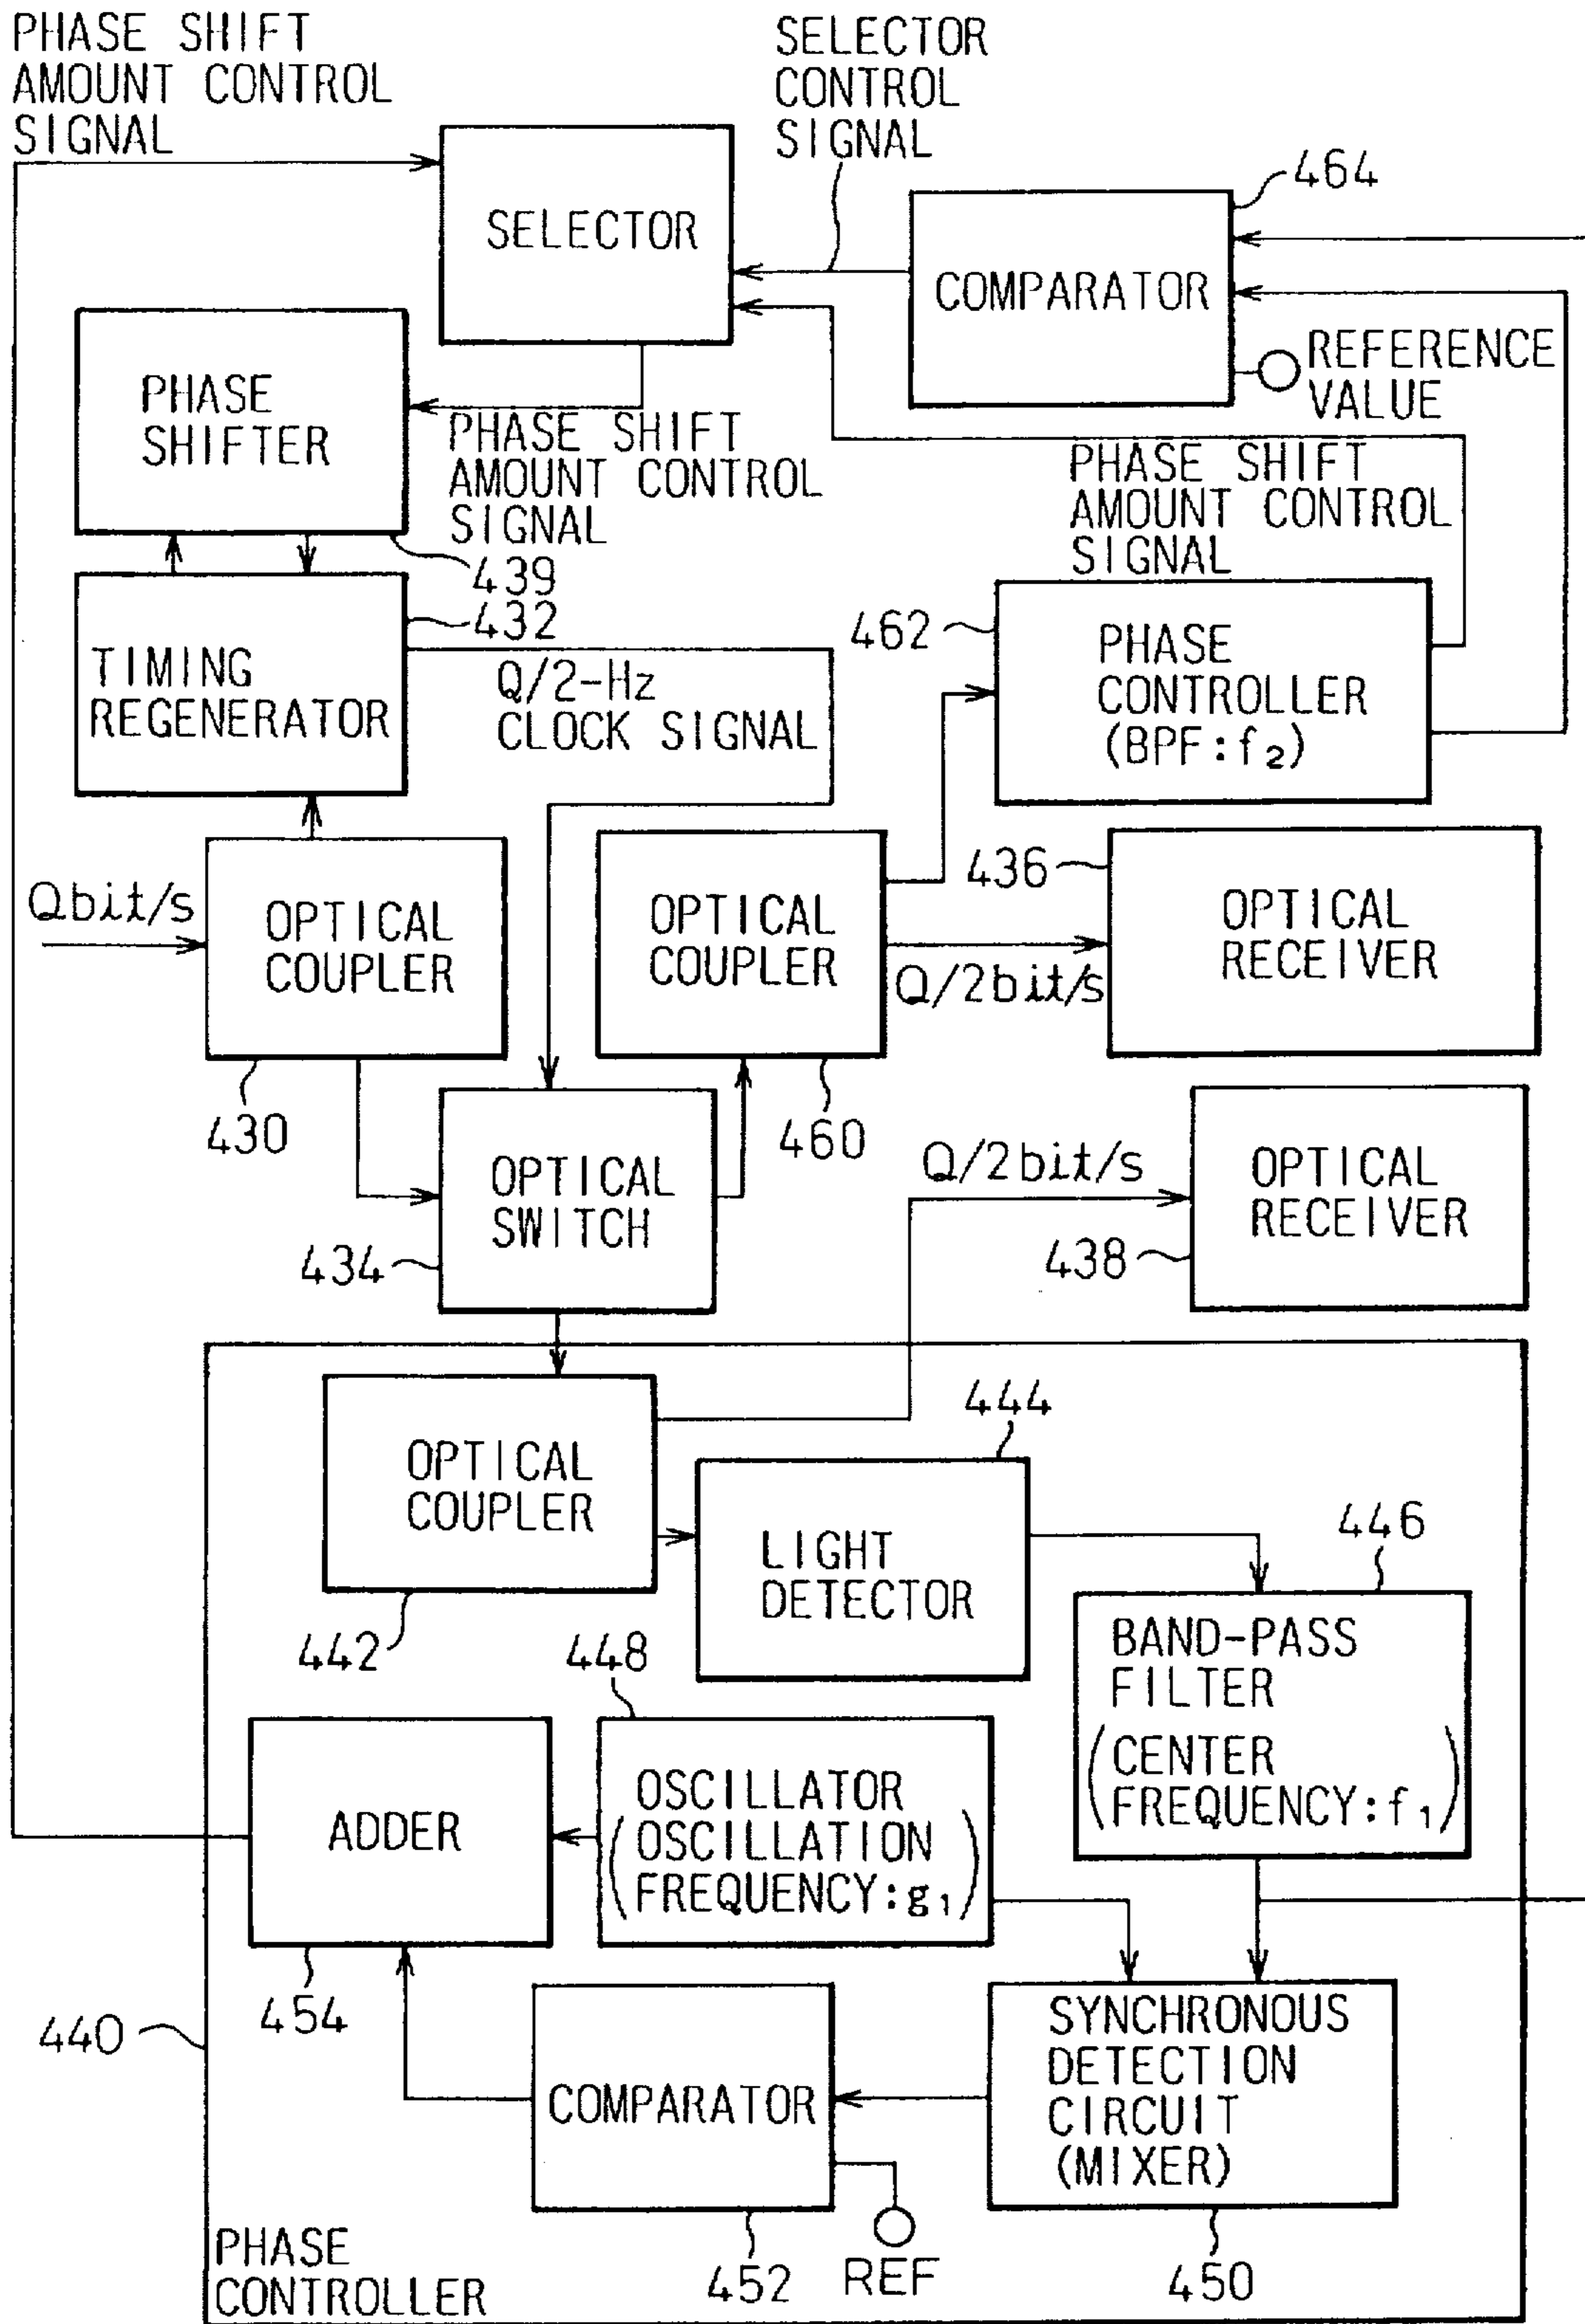 PHASE SHIFT
AMOUNT CONTROL
SIGNAL
SELECTOR
CONTROL
SIGNAL
464
SELECTOR
COMPARATOR
REFERENCE
VALUE
PHASE
SHIFTER
PHASE SHIFT
AMOUNT CONTROL
SIGNAL
PHASE SHIFT
AMOUNT CONTROL
SIGNAL
439
432
462
TIMING
REGENERATOR
Q/2-Hz
CLOCK SIGNAL
PHASE
CONTROLLER
(BPF:f₂)
436
Qbit/s
OPTICAL
COUPLER
OPTICAL
COUPLER
Q/2bit/s
OPTICAL
RECEIVER
430
460
OPTICAL
SWITCH
434
Q/2bit/s
OPTICAL
RECEIVER
438
444
OPTICAL
COUPLER
446
LIGHT
DETECTOR
442
448
BAND-PASS
FILTER
(CENTER
FREQUENCY:f₁)
ADDER
OSCILLATOR
(OSCILLATION
FREQUENCY:g₁)
454
440
SYNCHRONOUS
DETECTION
CIRCUIT
(MIXER)
COMPARATOR
PHASE
CONTROLLER
452
REF
450